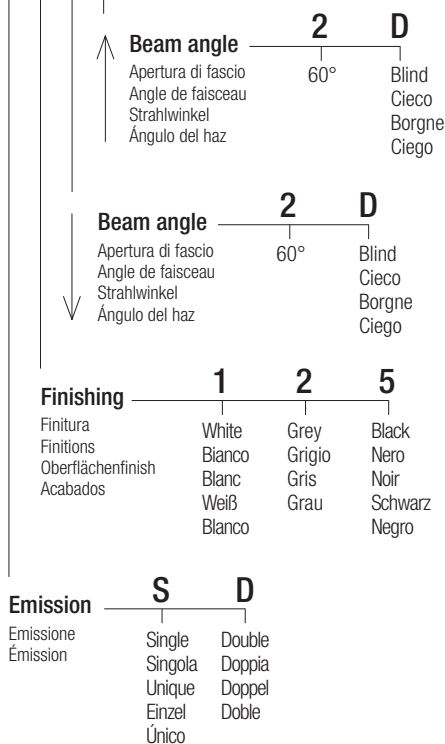 Beam angle 2 D
Apertura di fascio 60° Blind
Angle de faisceau Cieco
Strahlwinkel Borgne
Ángulo del haz Ciego
Beam angle 2 D
Apertura di fascio 60° Blind
Angle de faisceau Cieco
Strahlwinkel Borgne
Ángulo del haz Ciego
Finishing 1 2 5
Finitura White Grey Black
Finitions Bianco Grigio Nero
Oberflächenfinish Blanc Gris Noir
Acabados Weiß Grau Schwarz
Blanco Negro
Emission S D
Emissione Single Double
Émission Singola Doppia
Unique Doppel
Einzel Doble
Único